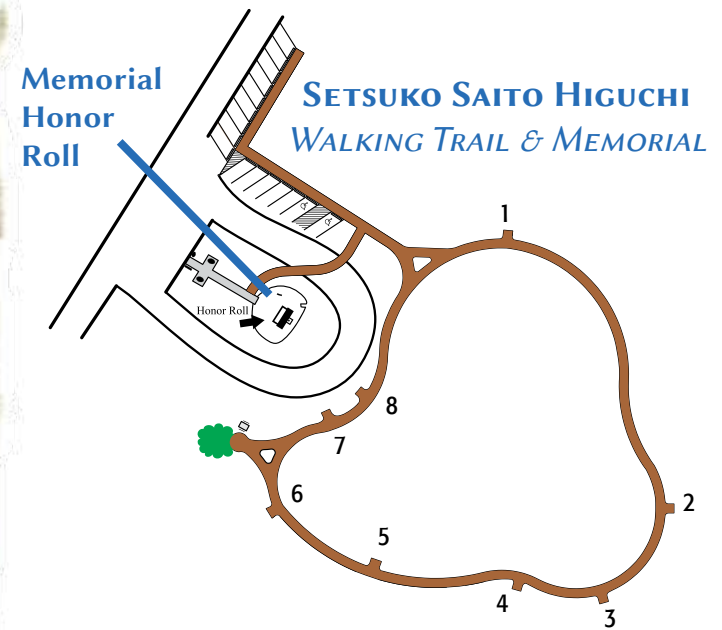 Memorial
Honor
Roll
SETSUKO SAITO HIGUCHI
WALKING TRAIL & MEMORIAL
1
Honor Roll
8
7
6
2
5
4
3